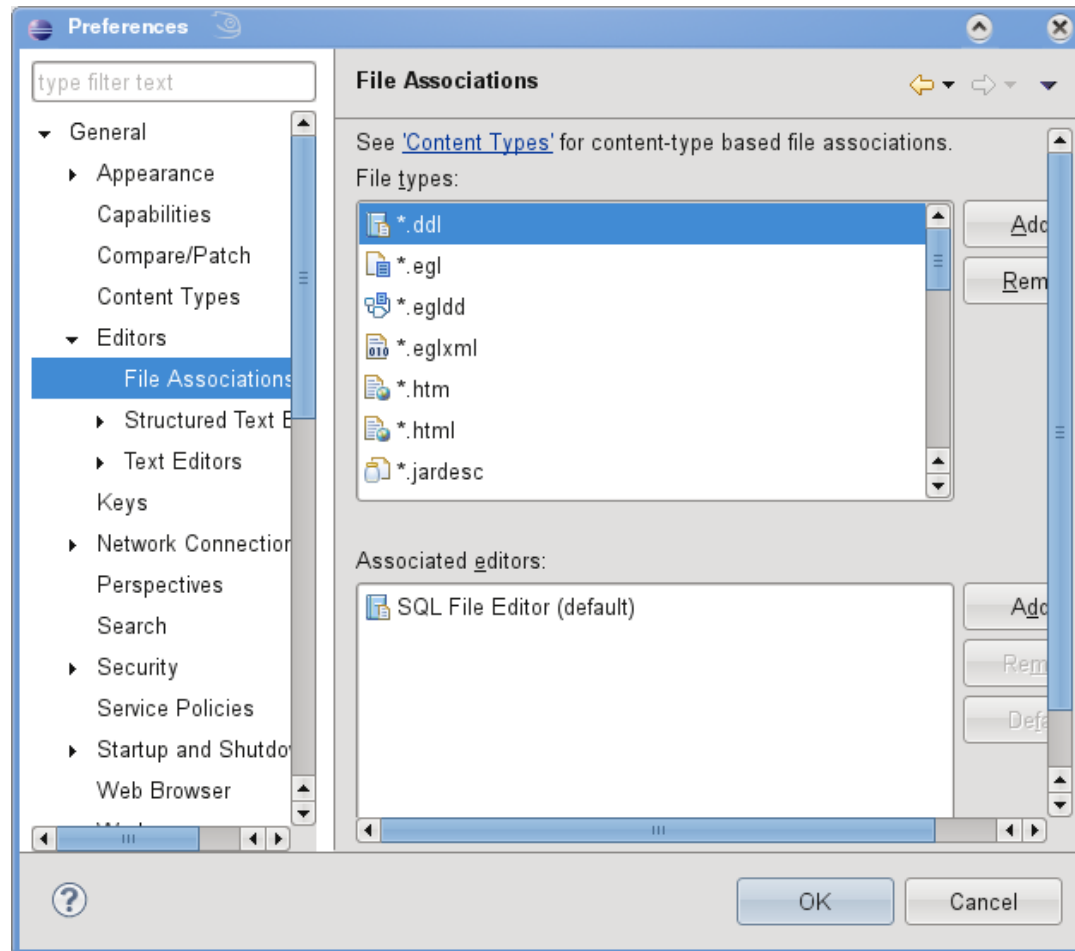 Preferences
type filter text
General
Appearance
Capabilities
Compare/Patch
Content Types
Editors
File Associations
Structured Text E
Text Editors
Keys
Network Connection
Perspectives
Search
Security
Service Policies
Startup and Shutdo
Web Browser
File Associations
See 'Content Types' for content-type based file associations.
File types:
*.ddl
*.egl
*.egldd
*.eglxml
*.htm
*.html
*.jardesc
Add
Rem
Associated editors:
SQL File Editor (default)
Add
Rem
Defa
OK
Cancel